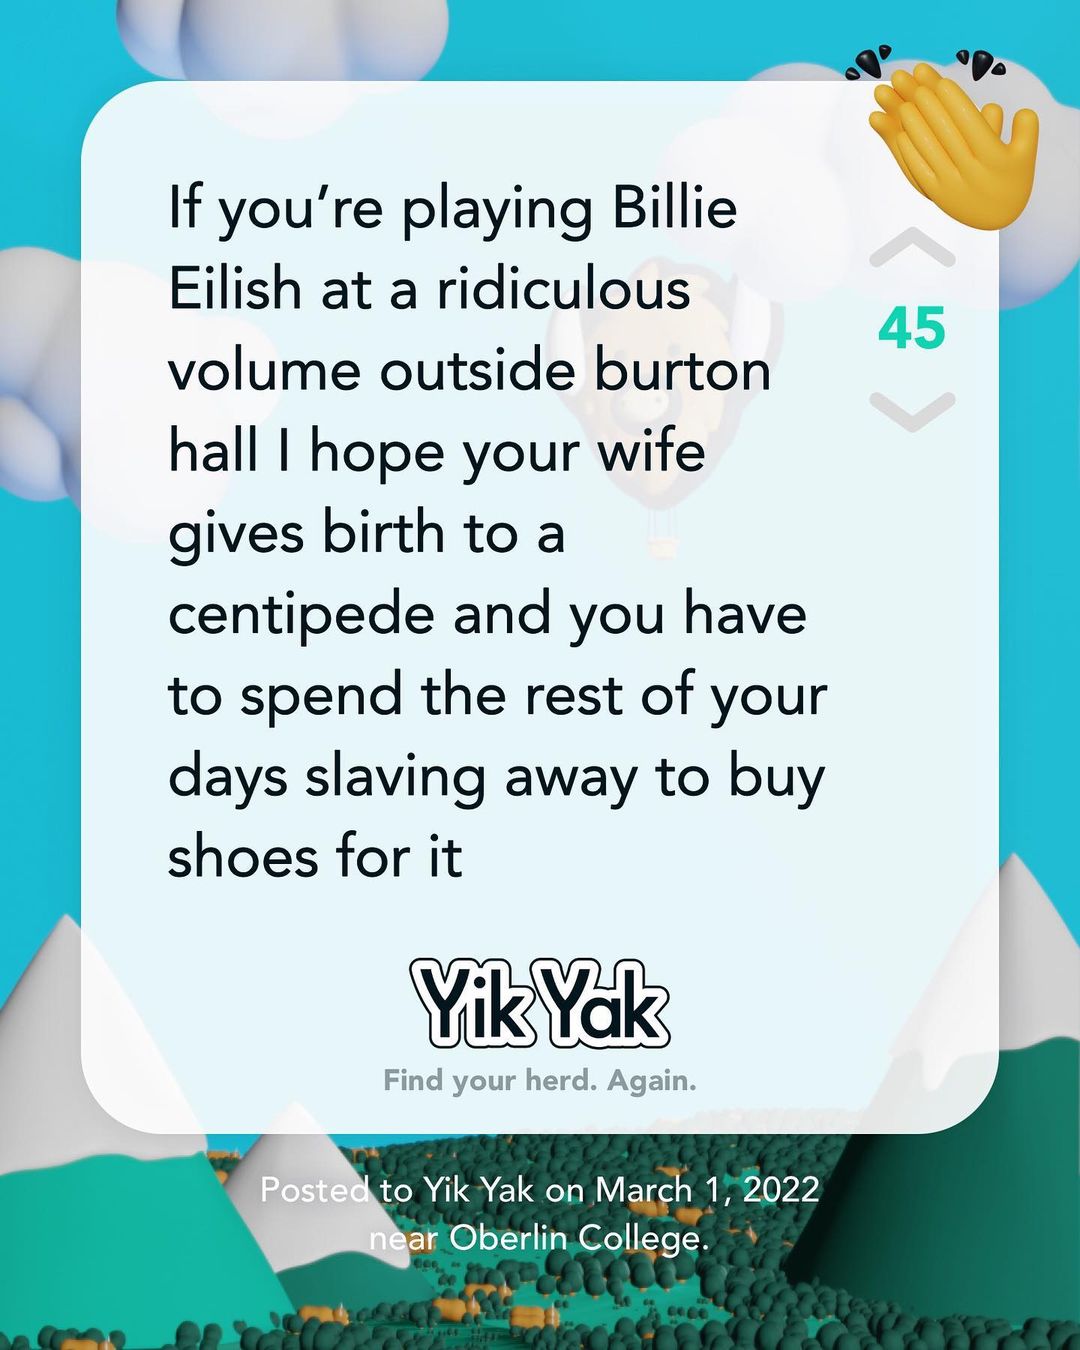 If you’re playing Billie
Eilish at a ridiculous
volume outside burton
hall I hope your wife
gives birth to a
centipede and you have
to spend the rest of your
days slaving away to buy
shoes for it
45
Yik Yak
Find your herd. Again.
Posted to Yik Yak on March 1, 2022
near Oberlin College.